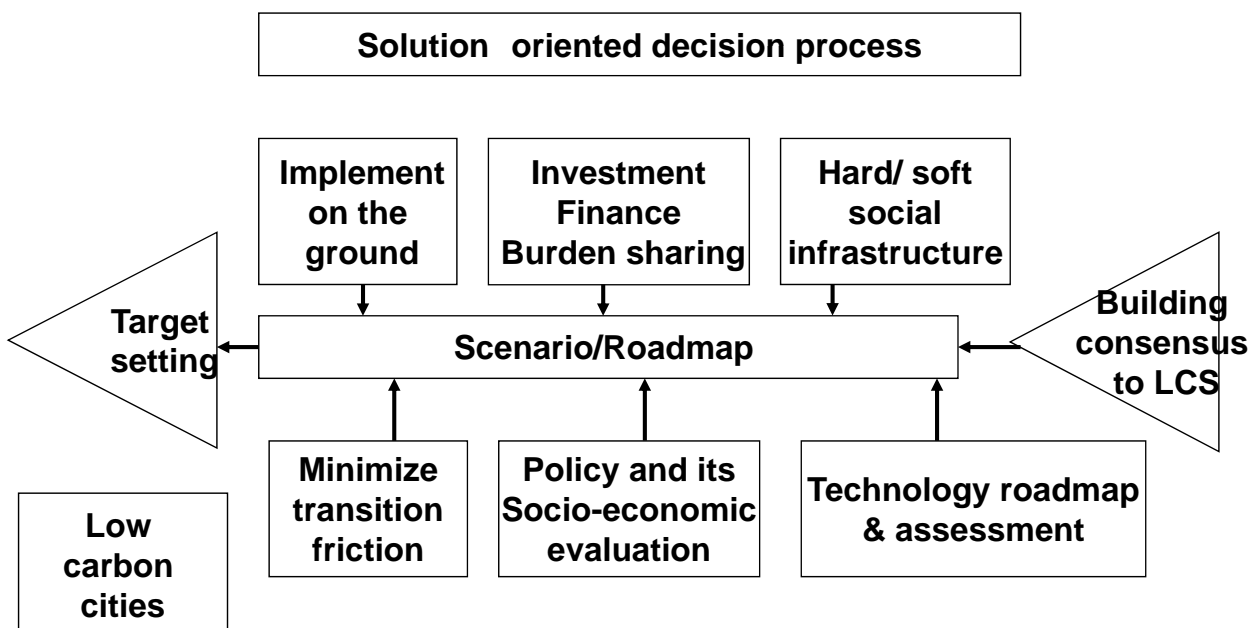 Solution oriented decision process
Implement
on the
ground
Investment
Finance
Burden sharing
Hard/ soft
social
infrastructure
Target
setting
Scenario/Roadmap
Building
consensus
to LCS
Minimize
transition
friction
Policy and its
Socio-economic
evaluation
Technology roadmap
& assessment
Low
carbon
cities